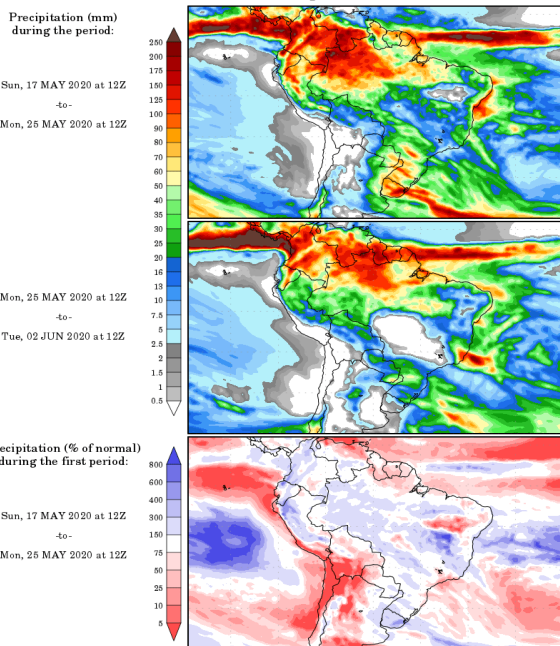 Precipitation (mm)
during the period:
Sun, 17 MAY 2020 at 12Z
-to-
Mon, 25 MAY 2020 at 12Z
250
200
175
150
125
100
90
80
70
60
50
40
35
30
25
20
16
13
10
7.5
5
2.5
2
1.5
1
0.5
Mon, 25 MAY 2020 at 12Z
-to-
Tue, 02 JUN 2020 at 12Z
ecipitation (% of normal)
during the first period:
Sun, 17 MAY 2020 at 12Z
-to-
Mon, 25 MAY 2020 at 12Z
800
600
400
300
150
75
50
25
10
5